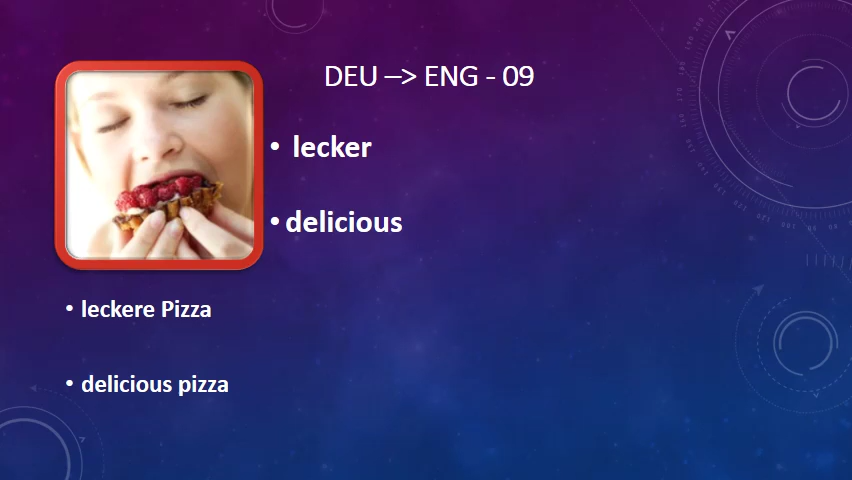 DEU –> ENG - 09
• lecker
• delicious
• leckere Pizza
• delicious pizza